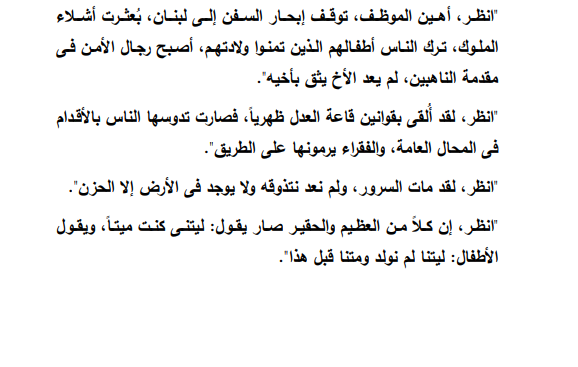 "انظر، أهين الموظف، توقف إبحار السفن إلى لبنان، بُعثرت أشلاء
الملوك، ترك الناس أطفالهم الذين تمنوا ولادتهم، أصبح رجال الأمن فى
مقدمة الناهبين، لم يعد الأخ يثق بأخيه".
"انظر، لقد أُلقى بقوانين قاعة العدل ظهرياً، فصارت تدوسها الناس بالأقدام
فى المحال العامة، والفقراء يرمونها على الطريق".
"انظر، لقد مات السرور، ولم نعد نتذوقه ولا يوجد فى الأرض إلا الحزن".
"انظر، إن كلاً من العظيم والحقير صار يقول: ليتنى كنت ميتاً، ويقول
الأطفال: ليتنا لم نولد ومتنا قبل هذا".